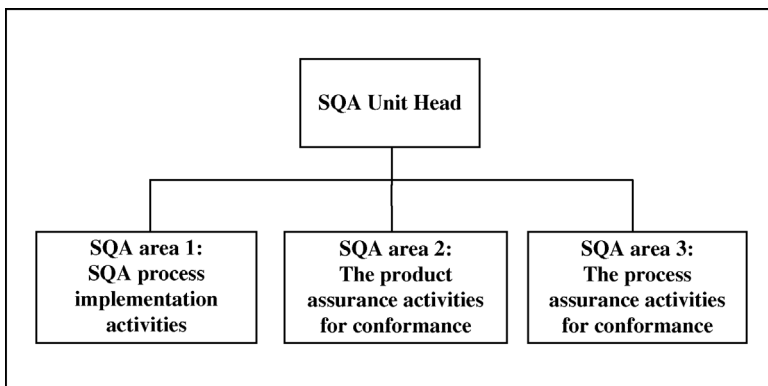 SQA Unit Head
SQA area 1:
SQA process
implementation
activities
SQA area 2:
The product
assurance activities
for conformance
SQA area 3:
The process
assurance activities
for conformance